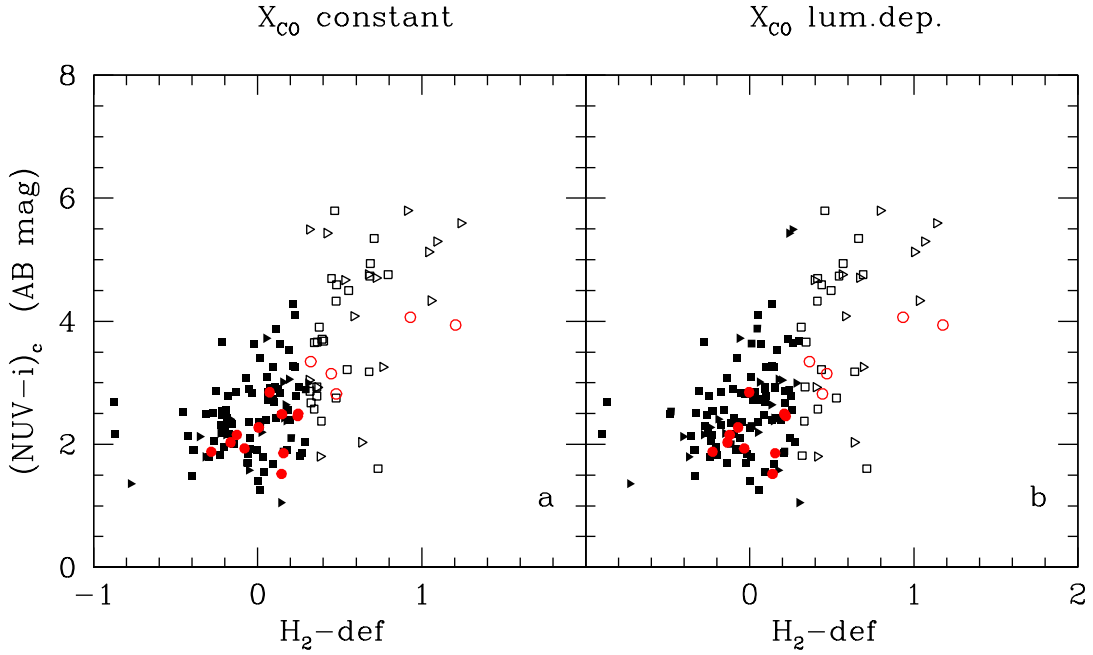 X_CO constant X_CO lum.dep.
8
6
4
2
0
(NUV−i)_c (AB mag)
a b
−1 0 1 0 1 2
H_2−def H_2−def